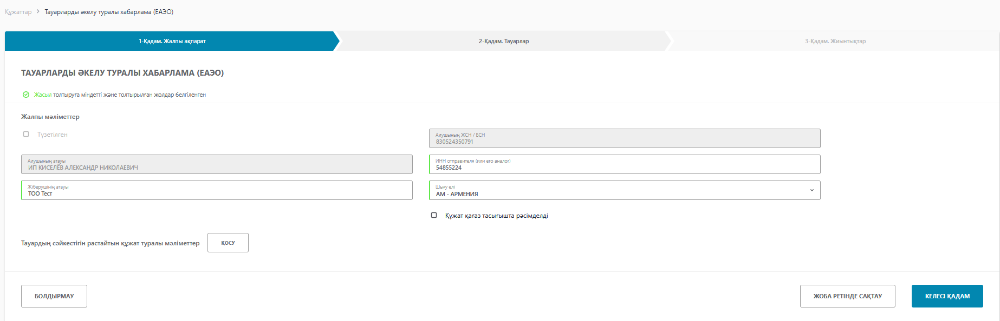 Құжаттар > Тауарларды әкелу туралы хабарлама (ЕАЭО)
1-Қадам. Жалпы ақпарат
2-Қадам. Тауарлар
3-Қадам. Жиынтықтар
ТАУАРЛАРДЫ ӘКЕЛУ ТУРАЛЫ ХАБАРЛАМА (ЕАЭО)
Жасыл толтыруға міндетті және толтырылған жолдар белгіленген
Жалпы мәліметтер
Түзетілген
Алушының ЖСН / БСН
830524350791
Алушының атауы
ИП КИСЕЛЁВ АЛЕКСАНДР НИКОЛАЕВИЧ
ИНН отправителя (или его аналог)
54855224
Жіберушінің атауы
ТОО Тест
Шығу елі
AM - АРМЕНИЯ
Құжат қағаз тасығышта рәсімделді
Тауардың сәйкестігін растайтын құжат туралы мәліметтер
ҚОСУ
БОЛДЫРМАУ
ЖОБА РЕТІНДЕ САҚТАУ
КЕЛЕСІ ҚАДАМ